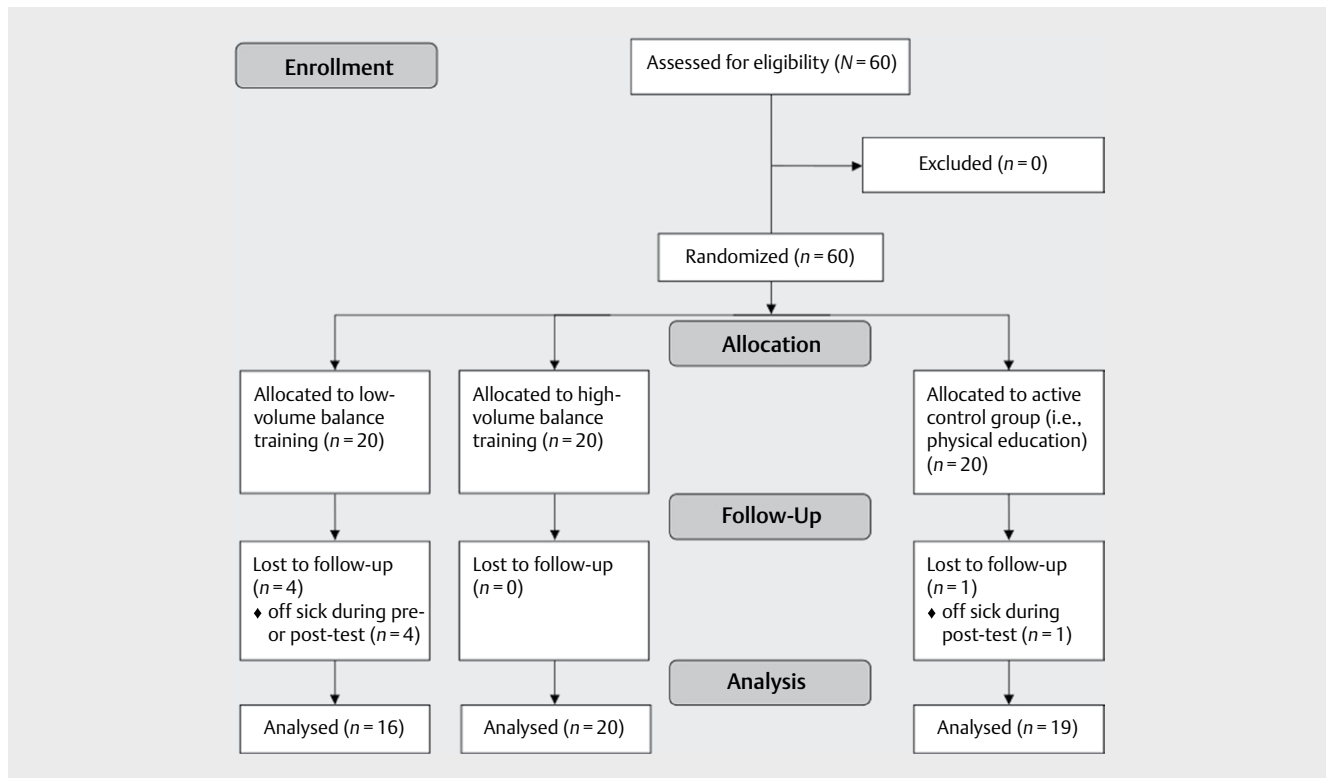 Enrollment
Assessed for eligibility (N = 60)
Excluded (n = 0)
Randomized (n = 60)
Allocation
Allocated to low-
volume balance
training (n = 20)
Allocated to high-
volume balance
training (n = 20)
Allocated to active
control group (i.e.,
physical education)
(n = 20)
Follow-Up
Lost to follow-up
(n = 4)
♦ off sick during pre-
or post-test (n = 4)
Lost to follow-up
(n = 0)
Lost to follow-up
(n = 1)
♦ off sick during
post-test (n = 1)
Analysis
Analysed (n = 16)
Analysed (n = 20)
Analysed (n = 19)